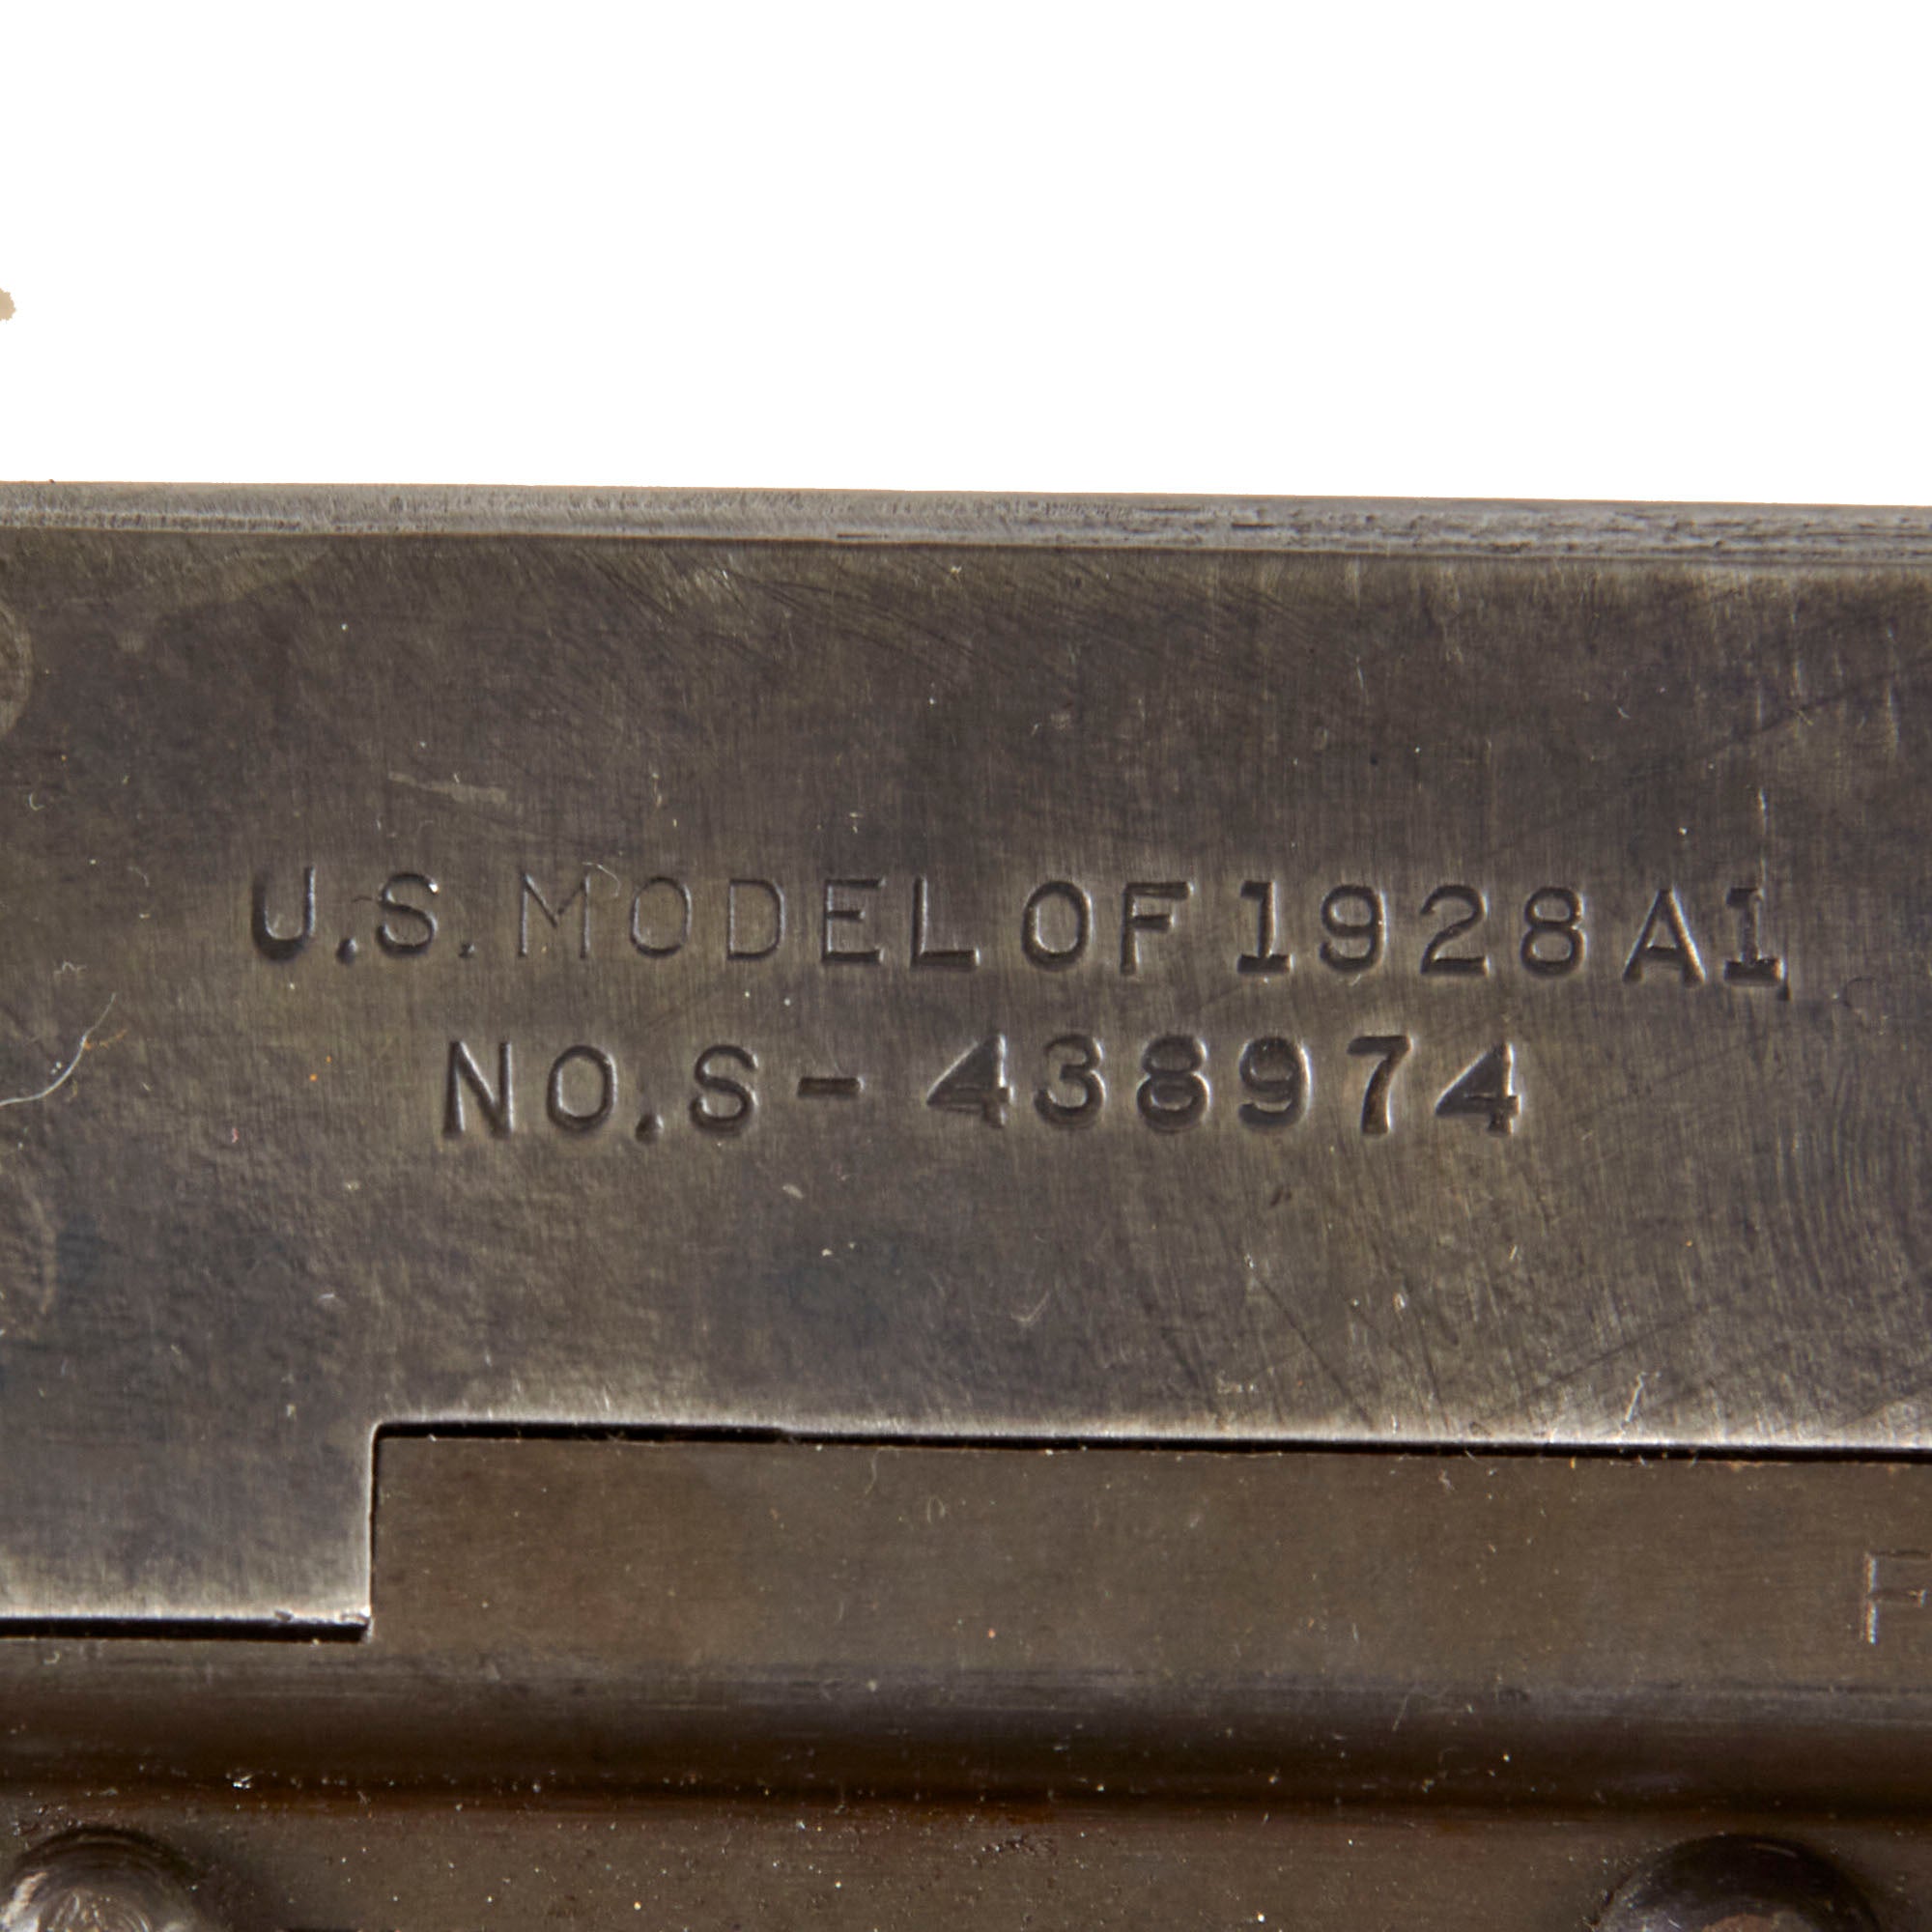 U.S. MODEL OF 1928 A1
NO.S-438974
F